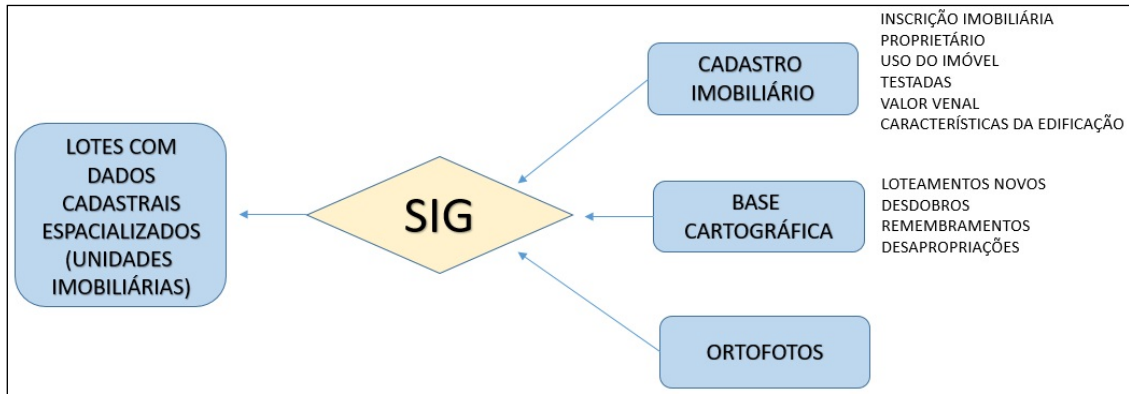 LOTES COM
DADOS
CADASTRAIS
ESPACIALIZADOS
(UNIDADES
IMOBILIÁRIAS)
SIG
CADASTRO
IMOBILIÁRIO
INSCRIÇÃO IMOBILIÁRIA
PROPRIETÁRIO
USO DO IMÓVEL
TESTADAS
VALOR VENAL
CARACTERÍSTICAS DA EDIFICAÇÃO
BASE
CARTOGRÁFICA
LOTEAMENTOS NOVOS
DESDOBROS
REMEMBRAMENTOS
DESAPROPRIAÇÕES
ORTOFOTOS